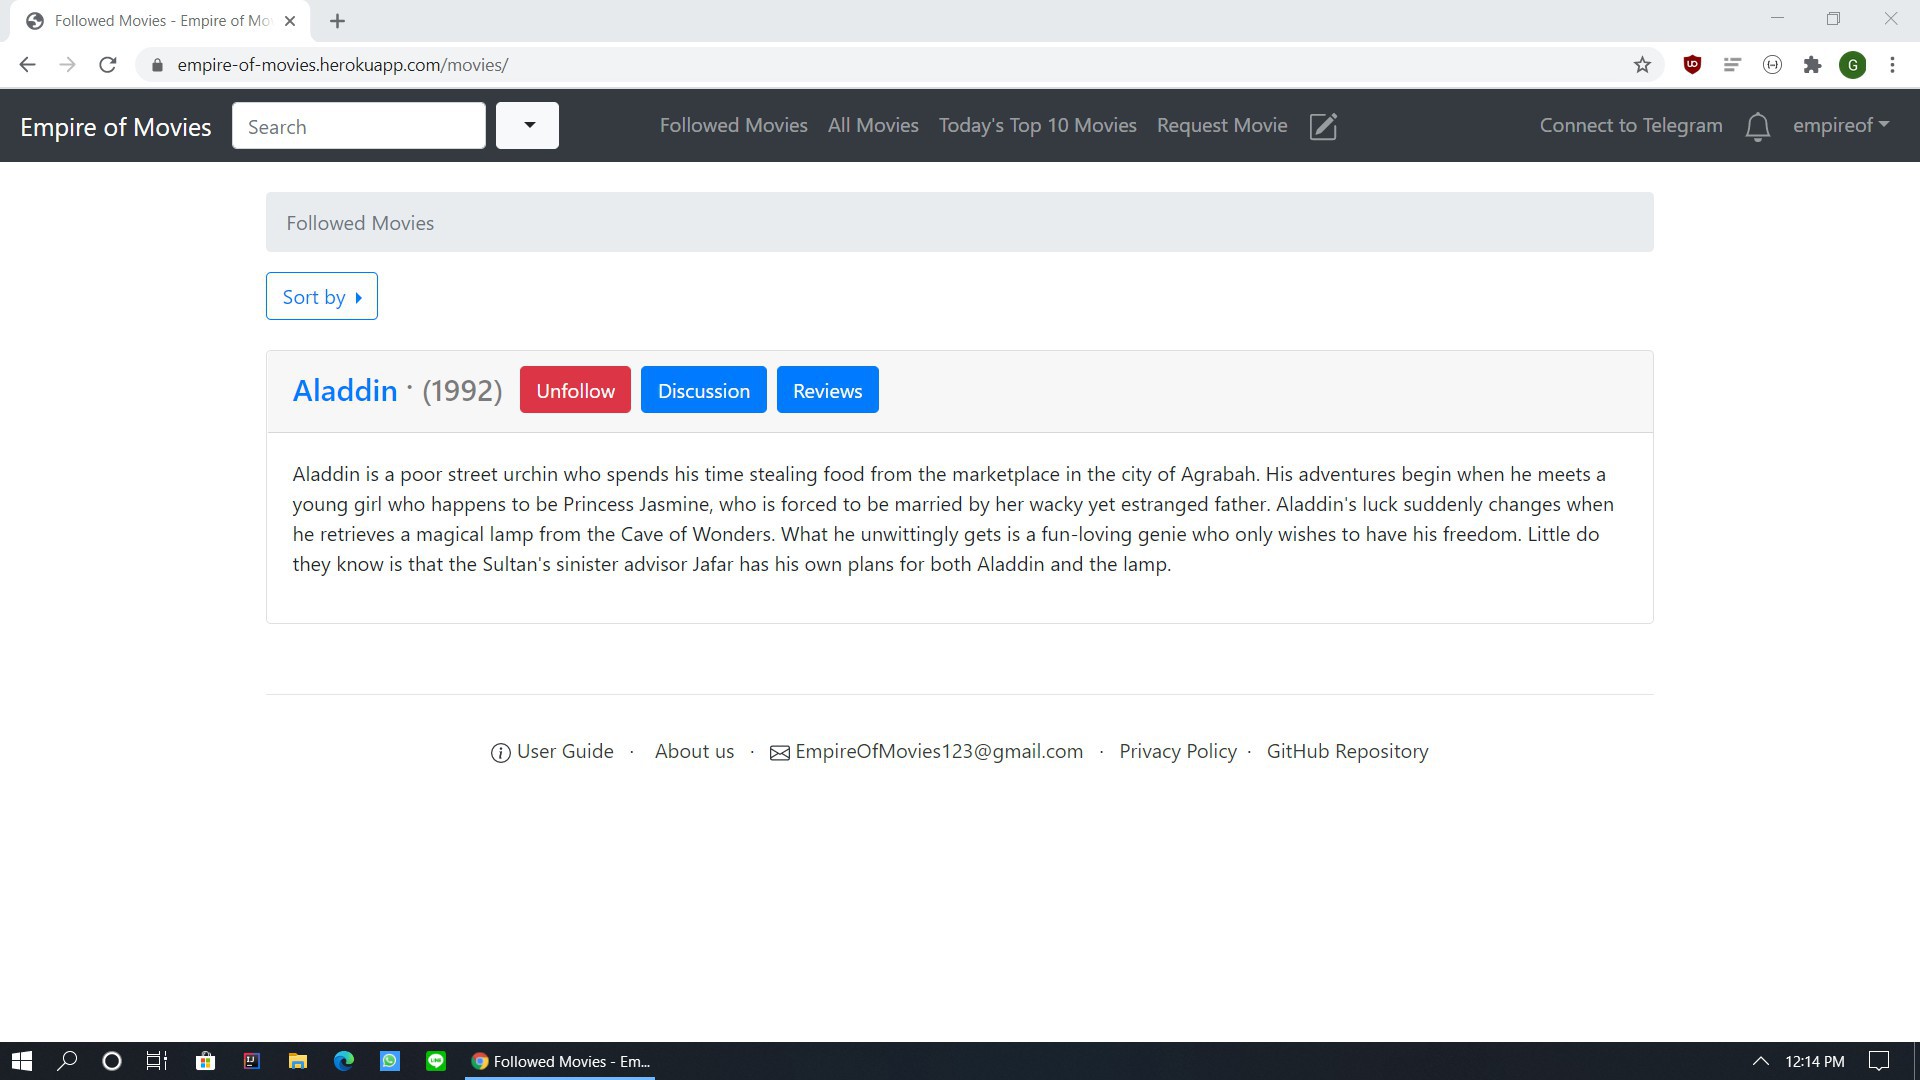 Followed Movies - Empire of Mo
empire-of-movies.herokuapp.com/movies/
G
Empire of Movies
Search
Followed Movies
All Movies
Today's Top 10 Movies
Request Movie
Connect to Telegram
empireof
Followed Movies
Sort by
Aladdin · (1992)
Unfollow
Discussion
Reviews
Aladdin is a poor street urchin who spends his time stealing food from the marketplace in the city of Agrabah. His adventures begin when he meets a
young girl who happens to be Princess Jasmine, who is forced to be married by her wacky yet estranged father. Aladdin's luck suddenly changes when
he retrieves a magical lamp from the Cave of Wonders. What he unwittingly gets is a fun-loving genie who only wishes to have his freedom. Little do
they know is that the Sultan's sinister advisor Jafar has his own plans for both Aladdin and the lamp.
User Guide · About us · EmpireOfMovies123@gmail.com · Privacy Policy · GitHub Repository
Followed Movies - Em...
12:14 PM